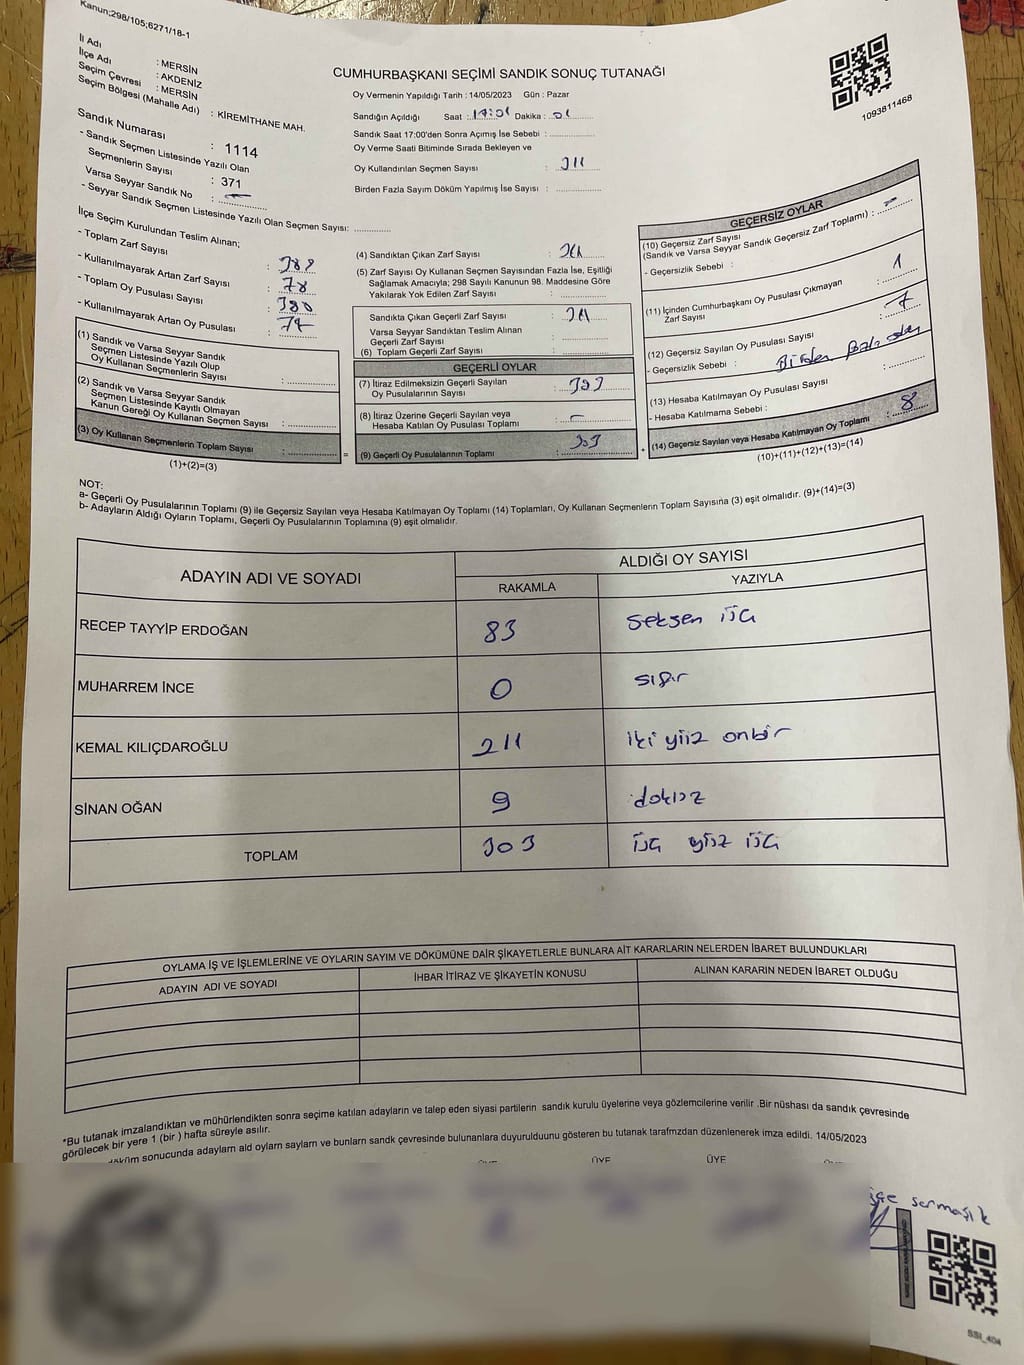 Kanun;298/105;6271/18-1
İl Adı : MERSİN
İlçe Adı : AKDENİZ
Seçim Çevresi : MERSİN
Seçim Bölgesi (Mahalle Adı) : KİREMİTHANE MAH.
Sandık Numarası : 1114
- Sandık Seçmen Listesinde Yazılı Olan
Seçmenlerin Sayısı : 371
Varsa Seyyar Sandık No :
- Seyyar Sandık Seçmen Listesinde Yazılı Olan Seçmen Sayısı:
CUMHURBAŞKANI SEÇİMİ SANDIK SONUÇ TUTANAĞI
Oy Vermenin Yapıldığı Tarih : 14/05/2023 Gün : Pazar
Sandığın Açıldığı Saat : Dakika :
Sandık Saat 17:00'den Sonra Açımış İse Sebebi :
Oy Verme Saati Bitiminde Sırada Bekleyen ve
Oy Kullandırılan Seçmen Sayısı : 311
Birden Fazla Sayım Döküm Yapılmış İse Sayısı :
1093811468
İlçe Seçim Kurulundan Teslim Alınan;
- Toplam Zarf Sayısı :
- Kullanılmayarak Artan Zarf Sayısı : 78
- Toplam Oy Pusulası Sayısı : 380
- Kullanılmayarak Artan Oy Pusulası :
(1) Sandık ve Varsa Seyyar Sandık
Seçmen Listesinde Yazılı Olup
Oy Kullanan Seçmenlerin Sayısı :
(2) Sandık ve Varsa Seyyar Sandık
Seçmen Listesinde Kayıtlı Olmayan
Kanun Gereği Oy Kullanan Seçmen Sayısı :
(3) Oy Kullanan Seçmenlerin Toplam Sayısı :
(1)+(2)=(3)
(4) Sandıktan Çıkan Zarf Sayısı : 311
(5) Zarf Sayısı Oy Kullanan Seçmen Sayısından Fazla İse, Eşitliği
Sağlamak Amacıyla; 298 Sayılı Kanunun 98. Maddesine Göre
Yakılarak Yok Edilen Zarf Sayısı :
Sandıkta Çıkan Geçerli Zarf Sayısı : 311
Varsa Seyyar Sandıktan Teslim Alınan
Geçerli Zarf Sayısı :
(6) Toplam Geçerli Zarf Sayısı :
GEÇERLİ OYLAR
(7) İtiraz Edilmeksizin Geçerli Sayılan
Oy Pusulasının Sayısı : 303
(8) İtiraz Üzerine Geçerli Sayılan veya
Hesaba Katılan Oy Pusulası Toplamı : -
(9) Geçerli Oy Pusulalarının Toplamı : 303
GEÇERSİZ OYLAR
(10) Geçersiz Zarf Sayısı
(Sandık ve Varsa Seyyar Sandık Geçersiz Zarf Toplamı) : -
- Geçersizlik Sebebi :
(11) İçinden Cumhurbaşkanı Oy Pusulası Çıkmayan
Zarf Sayısı : 1
(12) Geçersiz Sayılan Oy Pusulası Sayısı : 7
- Geçersizlik Sebebi : Birden fazla oy
(13) Hesaba Katılmayan Oy Pusulası Sayısı :
- Hesaba Katılmama Sebebi :
(14) Geçersiz Sayılan veya Hesaba Katılmayan Oy Toplamı : 8
(10)+(11)+(12)+(13)=(14)
NOT:
a- Geçerli Oy Pusulalarının Toplamı (9) ile Geçersiz Sayılan veya Hesaba Katılmayan Oy Toplamı (14) Toplamları, Oy Kullanan Seçmenlerin Toplam Sayısına (3) eşit olmalıdır. (9)+(14)=(3)
b- Adayların Aldığı Oyların Toplamı, Geçerli Oy Pusulalarının Toplamına (9) eşit olmalıdır.
ADAYIN ADI VE SOYADI
ALDIĞI OY SAYISI
RAKAMLA YAZIYLA
RECEP TAYYİP ERDOĞAN 83 seksen üç
MUHARREM İNCE 0 sıfır
KEMAL KILIÇDAROĞLU 211 iki yüz onbir
SİNAN OĞAN 9 dokuz
TOPLAM 303 üç yüz üç
OYLAMA İŞ VE İŞLEMLERİNE VE OYLARIN SAYIM VE DÖKÜMÜNE DAİR ŞİKAYETLERLE BUNLARA AİT KARARLARIN NELERDEN İBARET BULUNDUKLARI
ADAYIN ADI VE SOYADI İHBAR İTİRAZ VE ŞİKAYETİN KONUSU ALINAN KARARIN NEDEN İBARET OLDUĞU
*Bu tutanak imzalandıktan ve mühürlendikten sonra seçime katılan adayların ve talep eden siyasi partilerin sandık kurulu üyelerine veya gözlemcilerine verilir .Bir nüshası da sandık çevresinde
görülecek bir yere 1 (bir ) hafta süreyle asılır.
döküm sonucunda adaylarn ald oylarn saylarn ve bunlarn sandk çevresinde bulunanlara duyurulduunu gösteren bu tutanak tarafmzdan düzenlenerek imza edildi. 14/05/2023
ÜYE ÜYE
sarmaşık
SSI_404